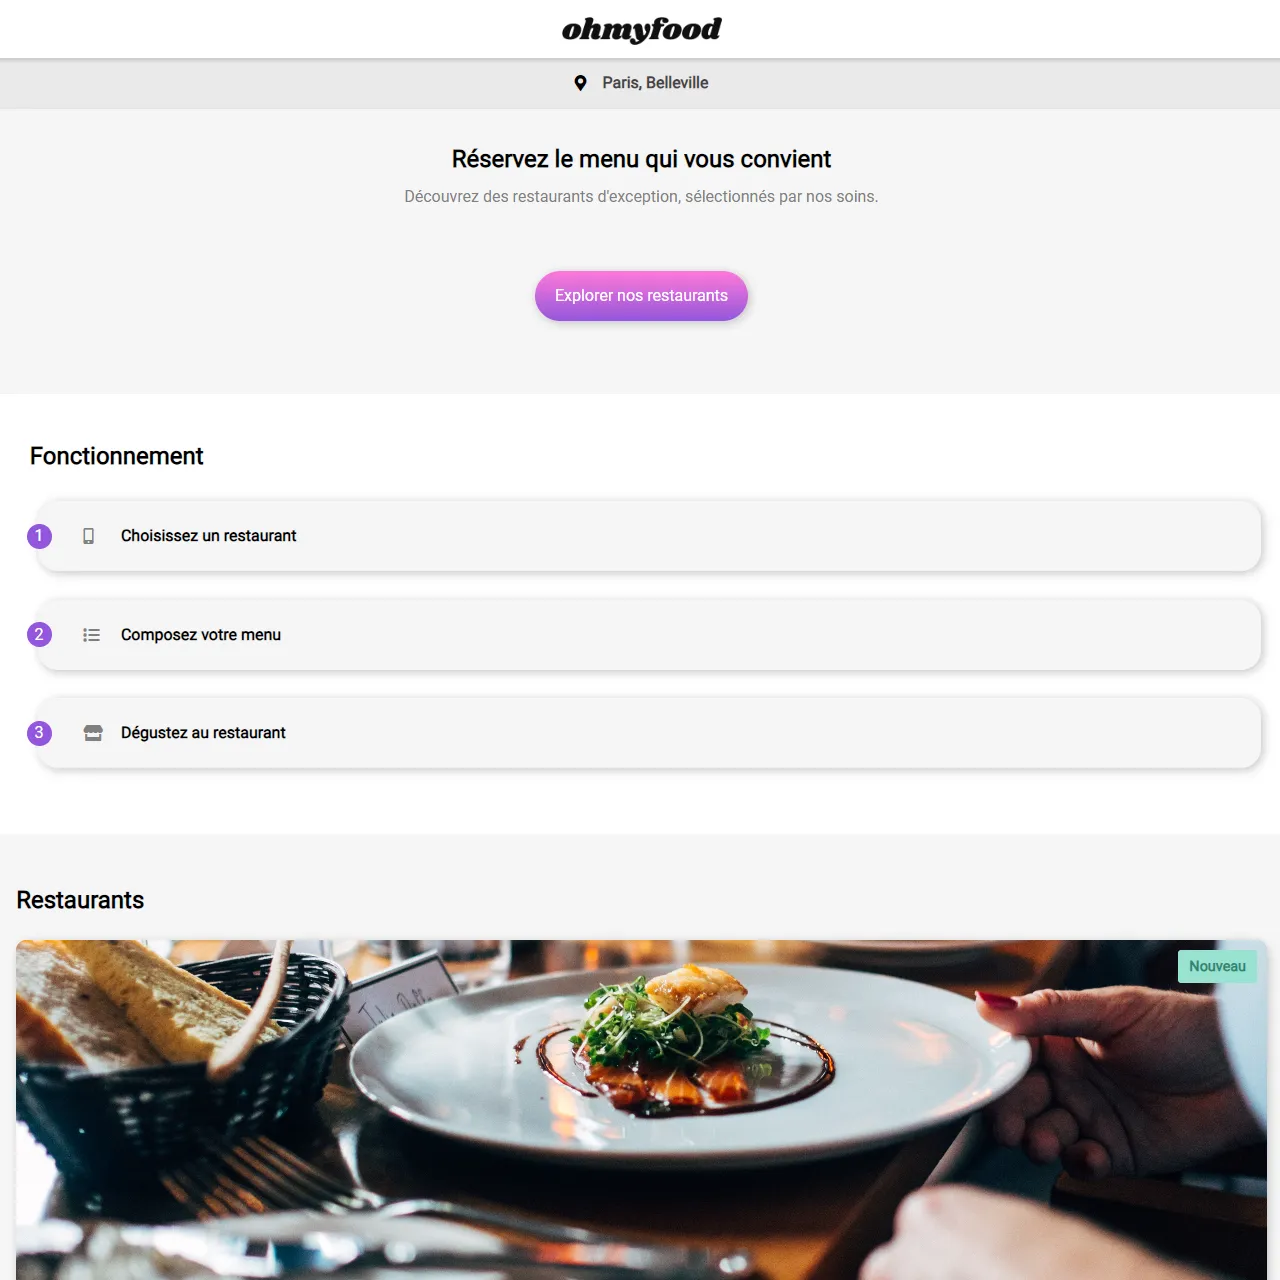 ohmyfood
Paris, Belleville
Réservez le menu qui vous convient
Découvrez des restaurants d'exception, sélectionnés par nos soins.
Explorer nos restaurants
Fonctionnement
1 Choisissez un restaurant
2 Composez votre menu
3 Dégustez au restaurant
Restaurants
Nouveau